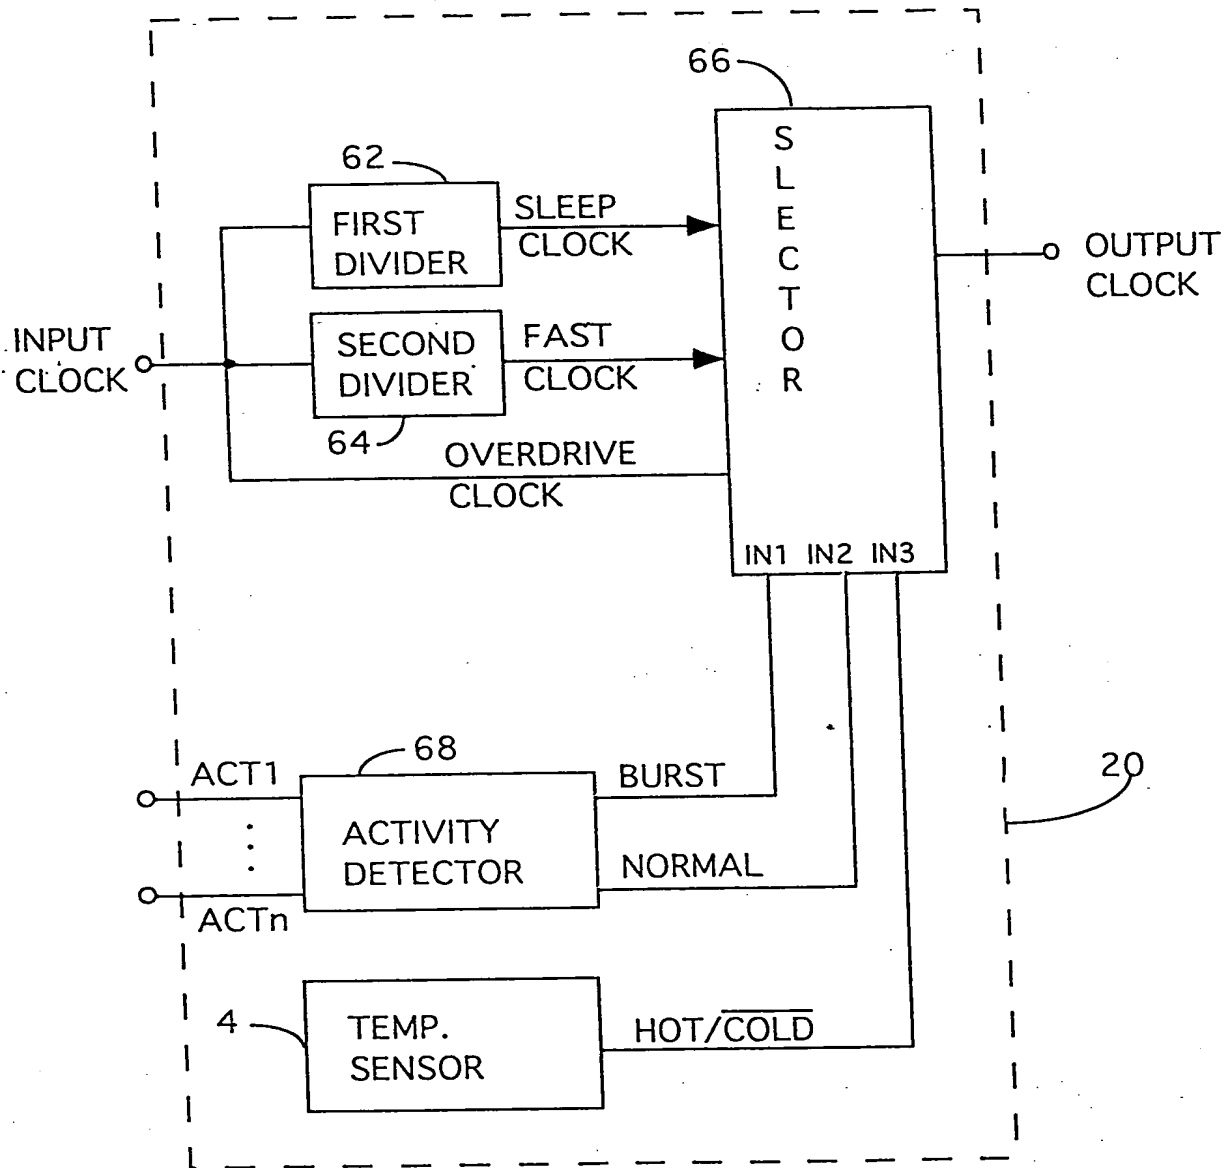 66
S
L
E
C
T
O
R
62
FIRST
DIVIDER
SLEEP
CLOCK
OUTPUT
CLOCK
INPUT
CLOCK
SECOND
DIVIDER
FAST
CLOCK
64
OVERDRIVE
CLOCK
IN1 IN2 IN3
ACT1
68
BURST
20
ACTIVITY
DETECTOR
NORMAL
ACTn
4
TEMP.
SENSOR
HOT/C̅O̅L̅D̅